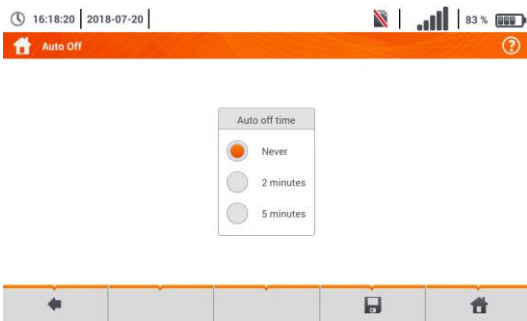 16:18:20 2018-07-20 83 %
Auto Off ?
Auto off time
Never
2 minutes
5 minutes